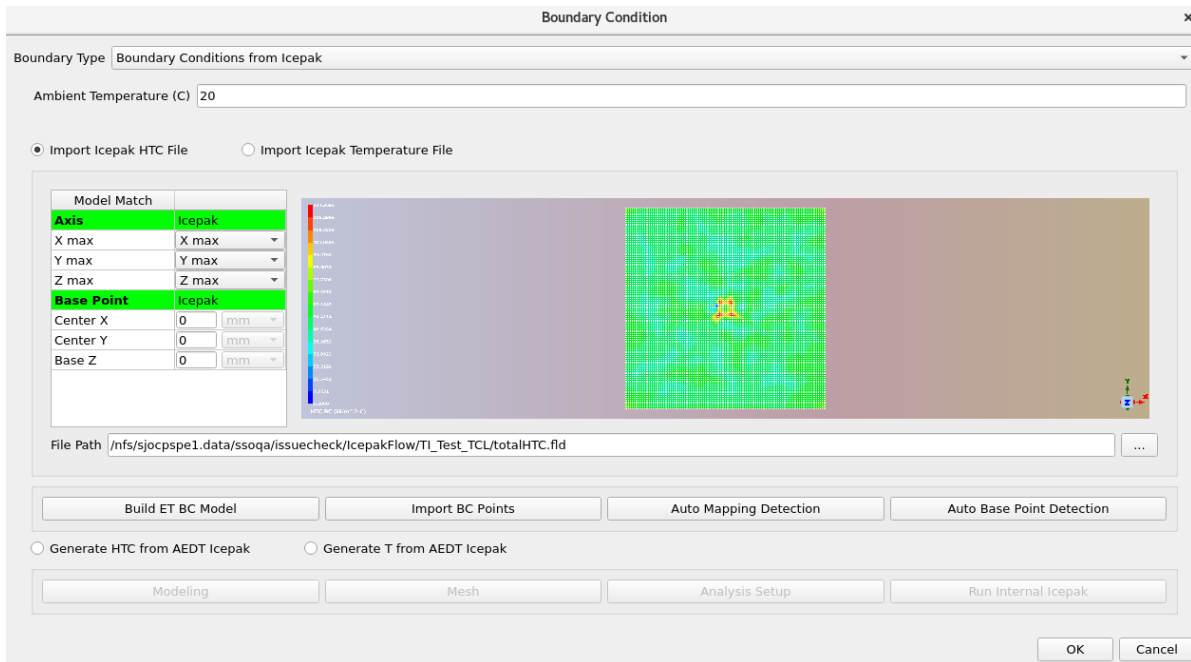 Boundary Condition
Boundary Type Boundary Conditions from Icepak
Ambient Temperature (C) 20
Import Icepak HTC File Import Icepak Temperature File
Model Match
Axis Icepak
X max X max
Y max Y max
Z max Z max
Base Point Icepak
Center X 0 mm
Center Y 0 mm
Base Z 0 mm
Y
Z
File Path /nfs/sjocpspe1.data/ssoqa/issuecheck/IcepakFlow/TI_Test_TCL/totalHTC.fld ...
Build ET BC Model Import BC Points Auto Mapping Detection Auto Base Point Detection
Generate HTC from AEDT Icepak Generate T from AEDT Icepak
Modeling Mesh Analysis Setup Run Internal Icepak
OK Cancel